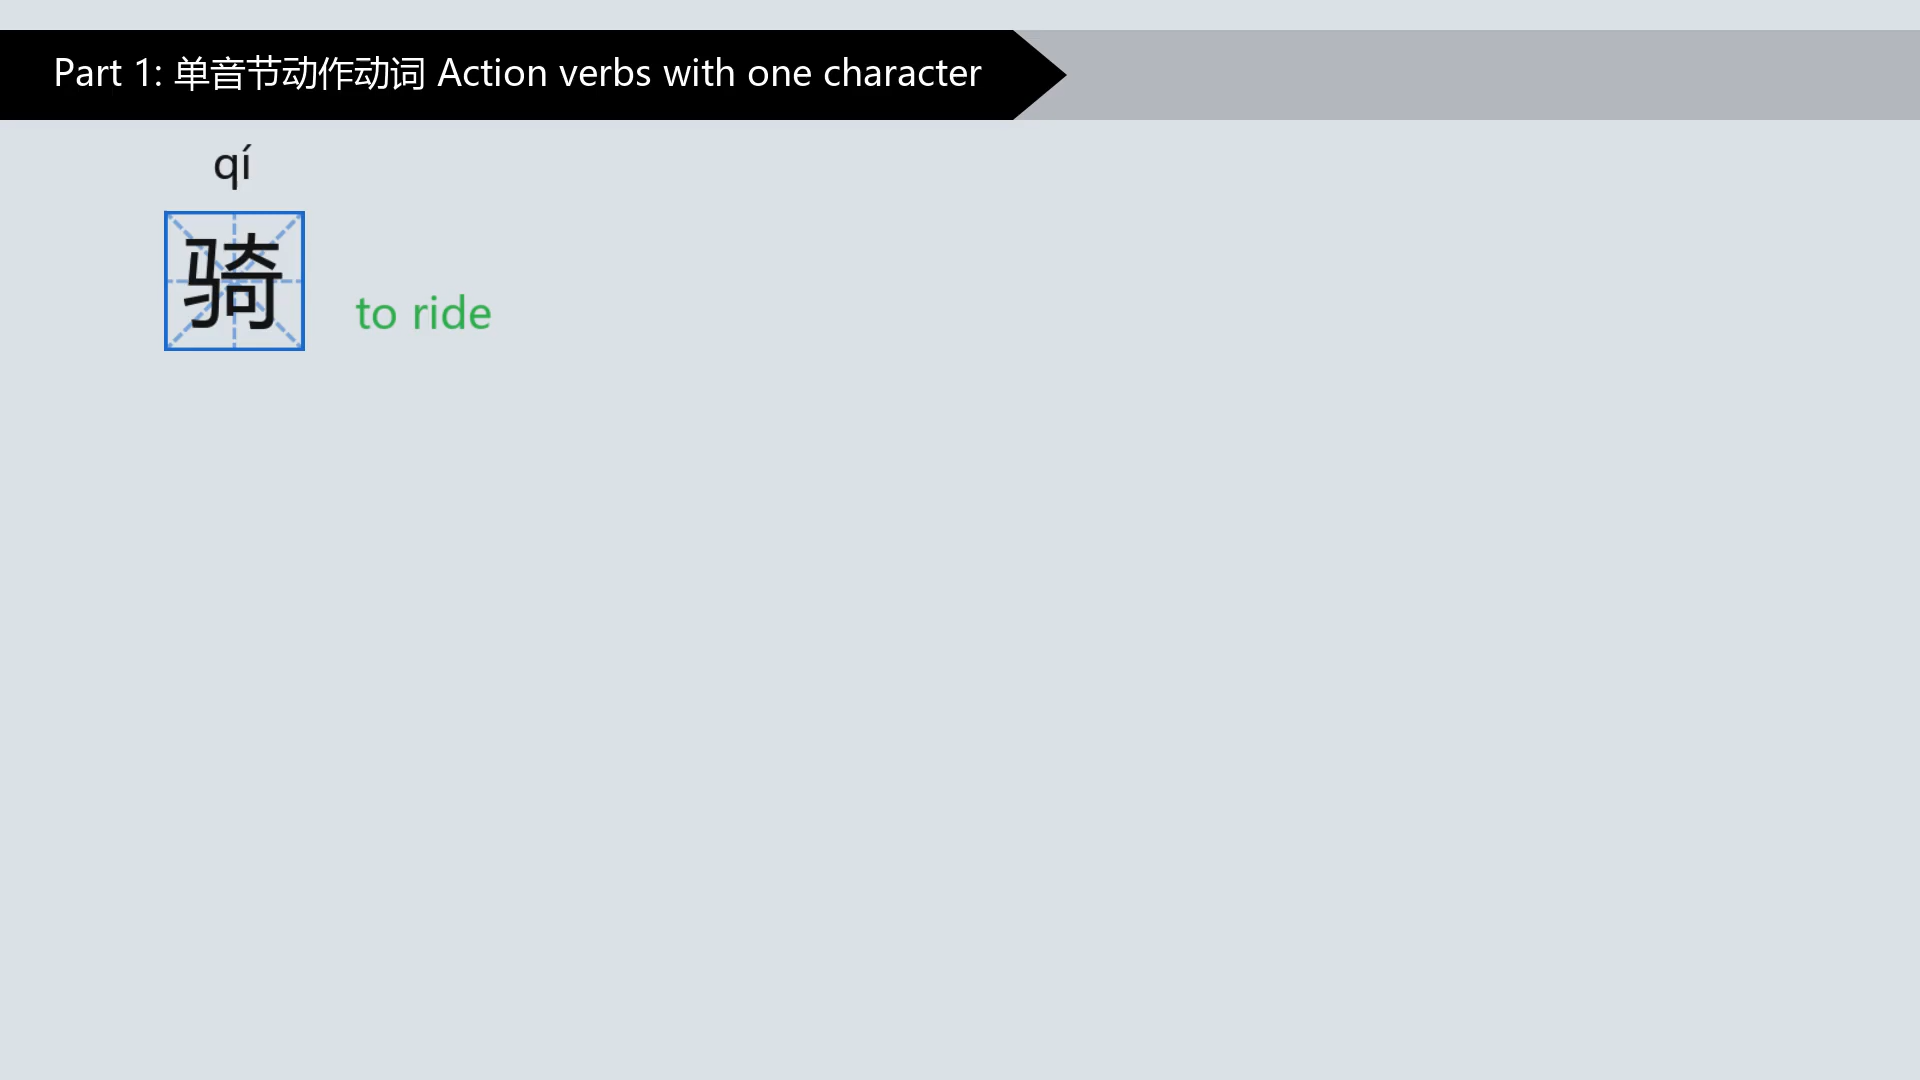 Part 1: 单音节动作动词 Action verbs with one character
qí
骑
to ride